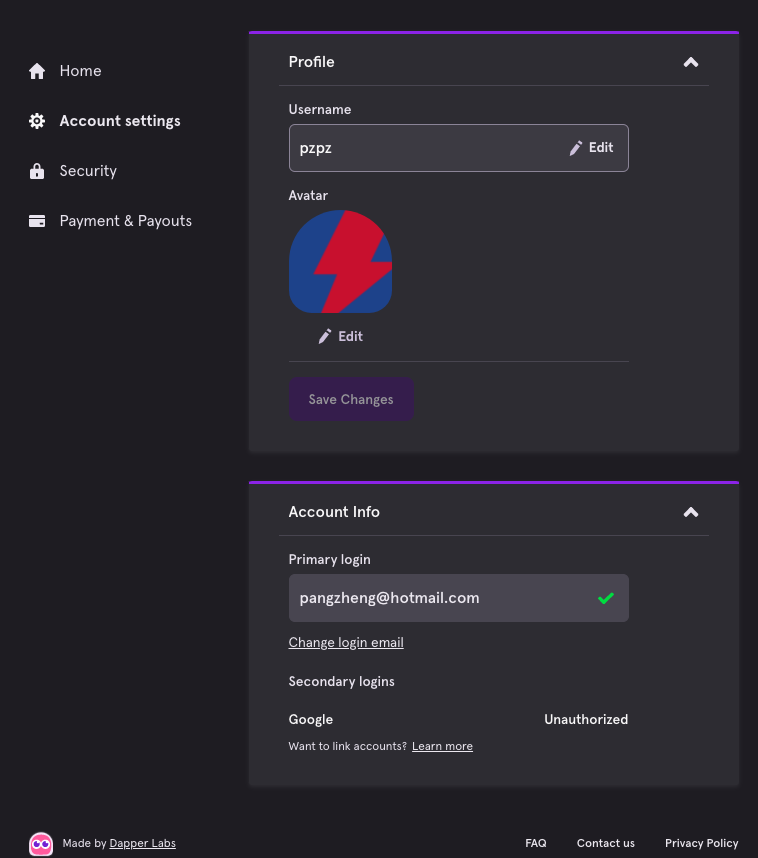 Home
Account settings
Security
Payment & Payouts
Profile
Username
pzpz
Edit
Avatar
Edit
Save Changes
Account Info
Primary login
pangzheng@hotmail.com
Change login email
Secondary logins
Google Unauthorized
Want to link accounts? Learn more
Made by Dapper Labs
FAQ Contact us Privacy Policy